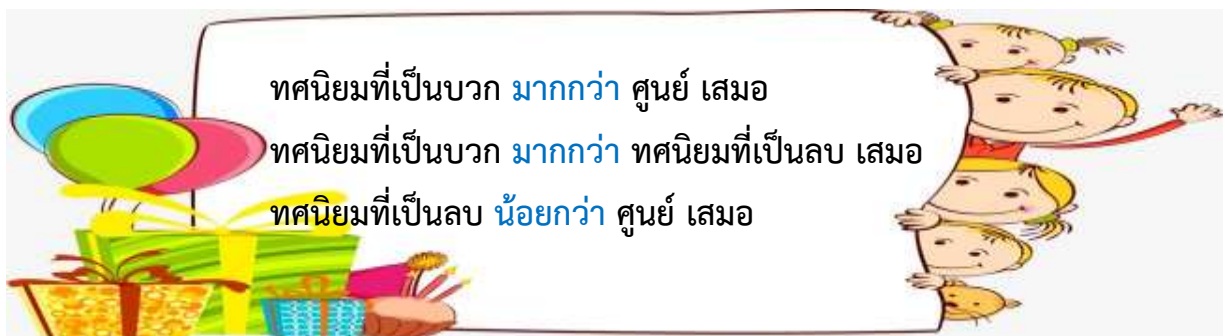 ทศนิยมที่เป็นบวก มากกว่า ศูนย์ เสมอ
ทศนิยมที่เป็นบวก มากกว่า ทศนิยมที่เป็นลบ เสมอ
ทศนิยมที่เป็นลบ น้อยกว่า ศูนย์ เสมอ